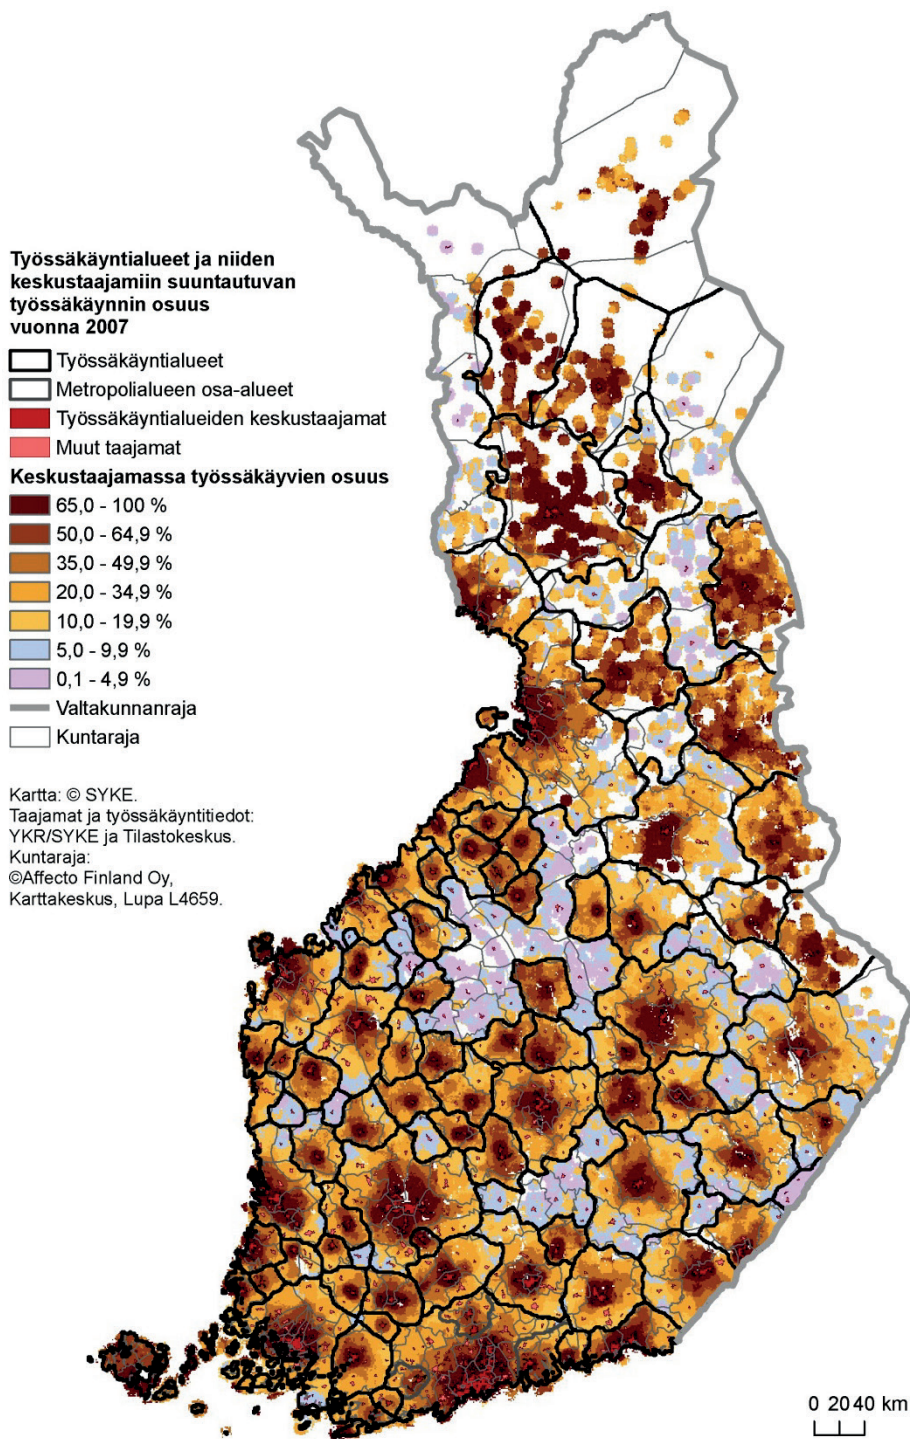 Työssäkäyntialueet ja niiden
keskustaajamiin suuntautuvan
työssäkäynnin osuus
vuonna 2007
Työssäkäyntialueet
Metropolialueen osa-alueet
Työssäkäyntialueiden keskustaajamat
Muut taajamat
Keskustaajamassa työssäkäyvien osuus
65,0 - 100 %
50,0 - 64,9 %
35,0 - 49,9 %
20,0 - 34,9 %
10,0 - 19,9 %
5,0 - 9,9 %
0,1 - 4,9 %
Valtakunnanraja
Kuntaraja
Kartta: © SYKE.
Taajamat ja työssäkäyntitiedot:
YKR/SYKE ja Tilastokeskus.
Kuntaraja:
©Affecto Finland Oy,
Karttakeskus, Lupa L4659.
0 20 40 km